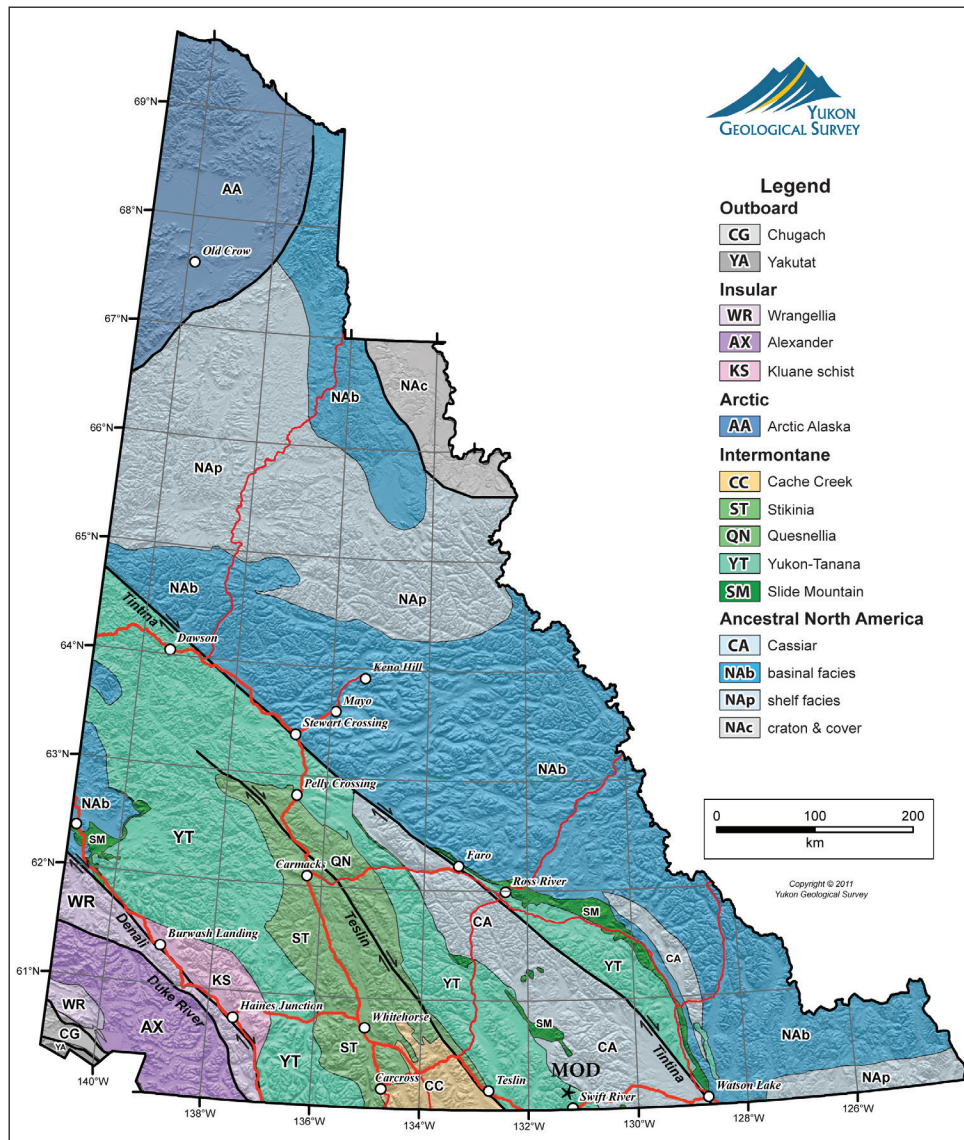 YUKON
GEOLOGICAL SURVEY
Legend
Outboard
CG Chugach
YA Yakutat
Insular
WR Wrangellia
AX Alexander
KS Kluane schist
Arctic
AA Arctic Alaska
Intermontane
CC Cache Creek
ST Stikinia
QN Quesnellia
YT Yukon-Tanana
SM Slide Mountain
Ancestral North America
CA Cassiar
NAb basinal facies
NAp shelf facies
NAc craton & cover
0 100 200
km
Copyright © 2011
Yukon Geological Survey
69°N
68°N
67°N
66°N
65°N
64°N
63°N
62°N
61°N
140°W
138°W
136°W
134°W
132°W
130°W
128°W
126°W
AA
Old Crow
NAc
NAb
NAp
NAb
NAp
Tintina
Dawson
Keno Hill
Mayo
Stewart Crossing
NAb
Pelly Crossing
NAb
SM
YT
QN
Faro
Carmacks
Ross River
WR
Teslin
CA
SM
Denali
Burwash Landing
ST
CA
YT
KS
Duke River
YT
WR
Haines Junction
AX
CG
YA
Whitehorse
SM
NAb
YT
ST
CA
Tintina
MOD
Carcross
CC
Teslin
Swift River
Watson Lake
NAp